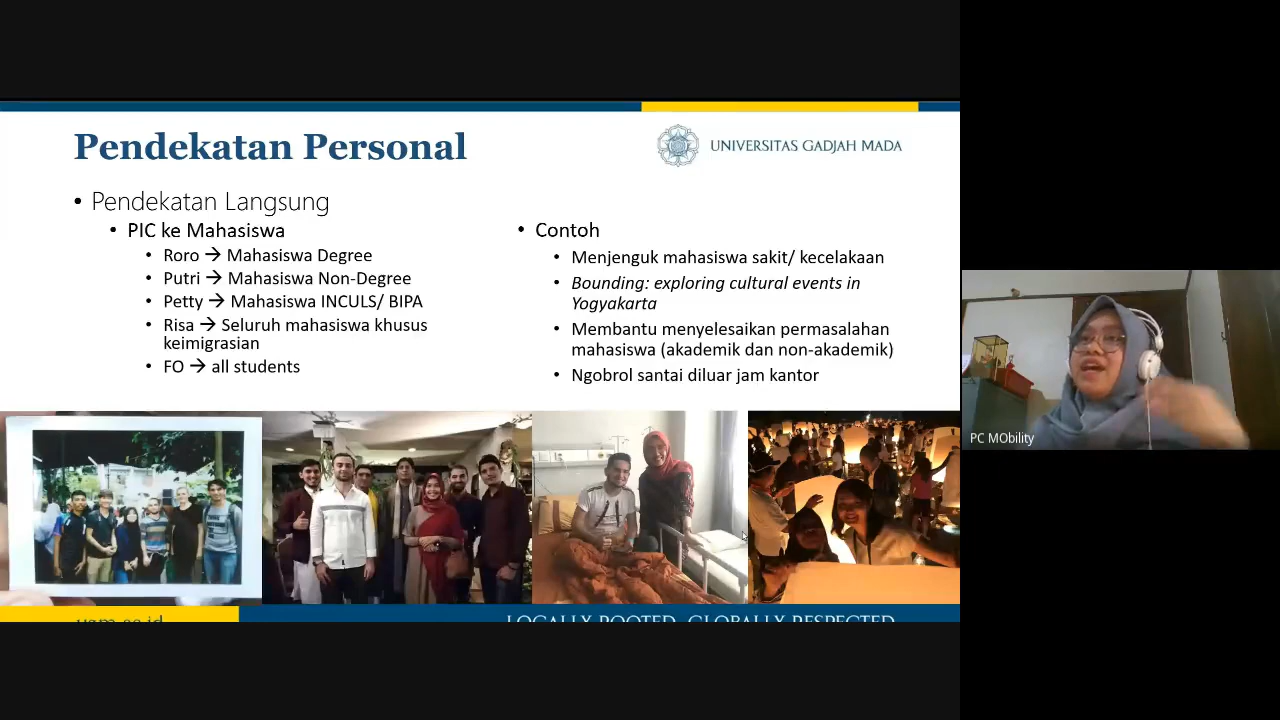 Pendekatan Personal
UNIVERSITAS GADJAH MADA
• Pendekatan Langsung
• PIC ke Mahasiswa
• Roro → Mahasiswa Degree
• Putri → Mahasiswa Non-Degree
• Petty → Mahasiswa INCULS/ BIPA
• Risa → Seluruh mahasiswa khusus
keimigrasian
• FO → all students
• Contoh
• Menjenguk mahasiswa sakit/ kecelakaan
• Bounding: exploring cultural events in
Yogyakarta
• Membantu menyelesaikan permasalahan
mahasiswa (akademik dan non-akademik)
• Ngobrol santai diluar jam kantor
PC MObility
ugm.ac.id
LOCALLY ROOTED, GLOBALLY RESPECTED